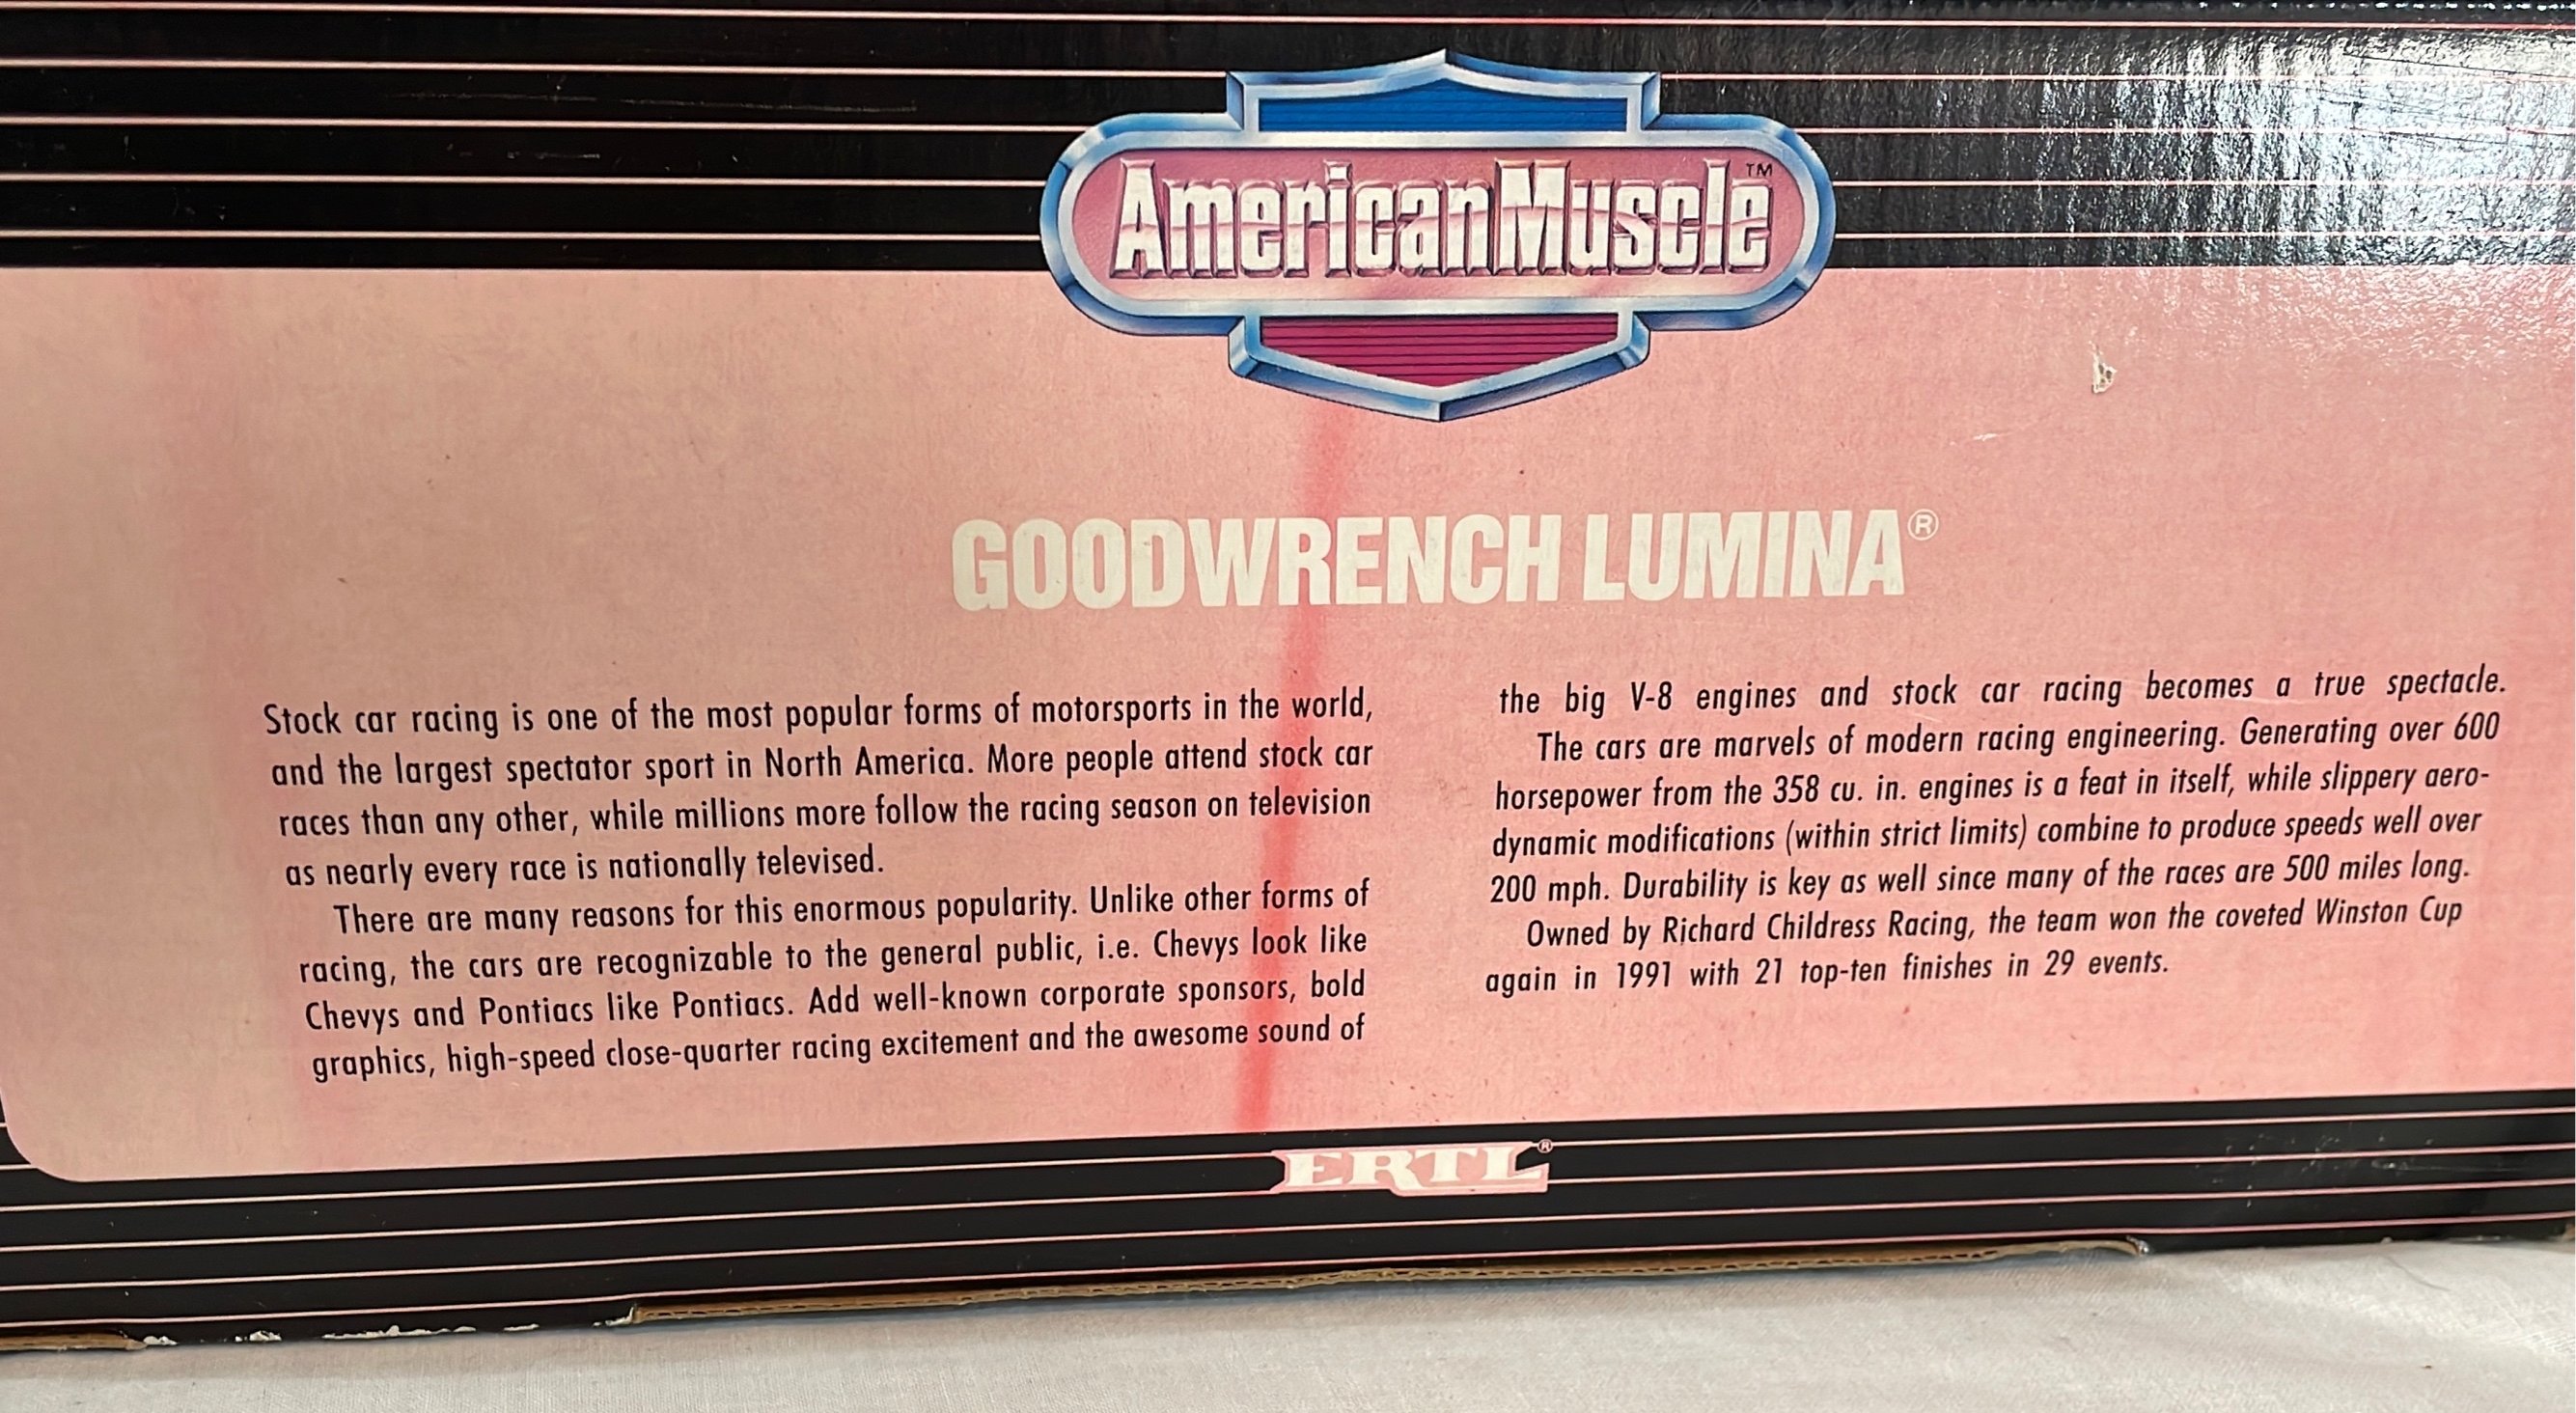 AmericanMuscle™
GOODWRENCH LUMINA®
Stock car racing is one of the most popular forms of motorsports in the world,
and the largest spectator sport in North America. More people attend stock car
races than any other, while millions more follow the racing season on television
as nearly every race is nationally televised.
There are many reasons for this enormous popularity. Unlike other forms of
racing, the cars are recognizable to the general public, i.e. Chevys look like
Chevys and Pontiacs like Pontiacs. Add well-known corporate sponsors, bold
graphics, high-speed close-quarter racing excitement and the awesome sound of
the big V-8 engines and stock car racing becomes a true spectacle.
The cars are marvels of modern racing engineering. Generating over 600
horsepower from the 358 cu. in. engines is a feat in itself, while slippery aero-
dynamic modifications (within strict limits) combine to produce speeds well over
200 mph. Durability is key as well since many of the races are 500 miles long.
Owned by Richard Childress Racing, the team won the coveted Winston Cup
again in 1991 with 21 top-ten finishes in 29 events.
ERTL®